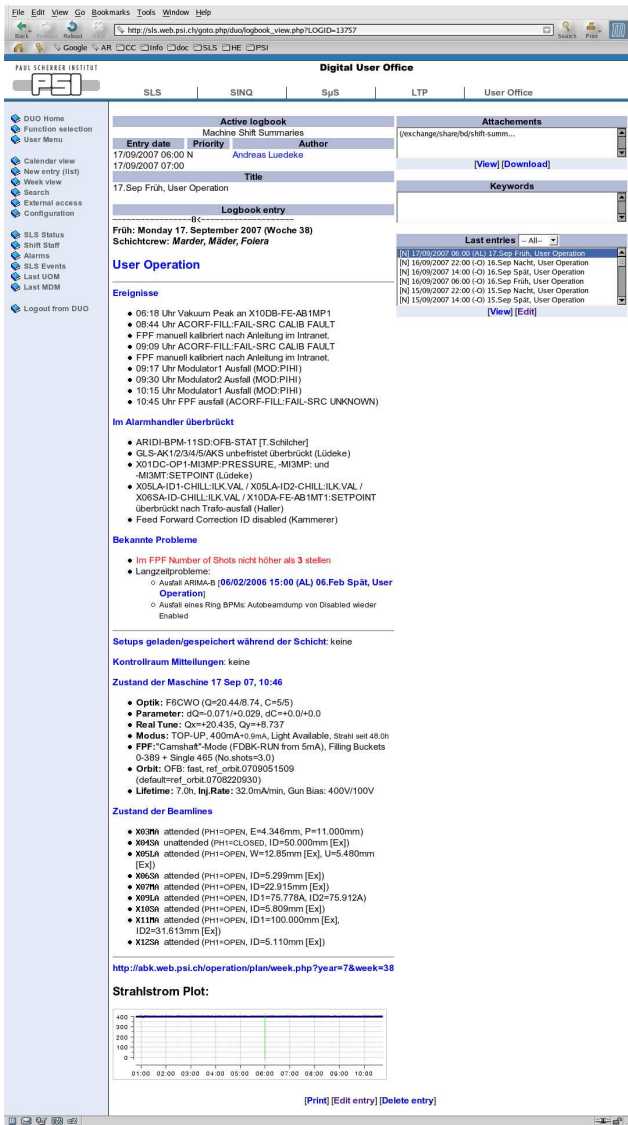 File Edit View Go Bookmarks Tools Window Help
Back Forward Reload Stop http://sls.web.psi.ch/goto.php/duo/logbook_view.php?LOGID=13757 Search Print
Google AR CC Info doc SLS HE PSI
PAUL SCHERRER INSTITUT
PSI
Digital User Office
SLS SINQ SμS LTP User Office
DUO Home
Function selection
User Menu
Calendar view
New entry (list)
Week view
Search
External access
Configuration
SLS Status
Shift Staff
Alarms
SLS Events
Last UOM
Last MDM
Logout from DUO
Active logbook
Machine Shift Summaries
Entry date Priority Author
17/09/2007 06:00 N Andreas Luedeke
17/09/2007 07:00
Title
17.Sep Früh, User Operation
Logbook entry
-----------------8<--------------------
Früh: Monday 17. September 2007 (Woche 38)
Schichtcrew: Marder, Mäder, Foiera
User Operation
Ereignisse
• 06:18 Uhr Vakuum Peak an X10DB-FE-AB1MP1
• 08:44 Uhr ACORF-FILL:FAIL-SRC CALIB FAULT
• FPF manuell kalibriert nach Anleitung im Intranet.
• 09:09 Uhr ACORF-FILL:FAIL-SRC CALIB FAULT
• FPF manuell kalibriert nach Anleitung im Intranet.
• 09:17 Uhr Modulator1 Ausfall (MOD:PIHI)
• 09:30 Uhr Modulator2 Ausfall (MOD:PIHI)
• 10:15 Uhr Modulator1 Ausfall (MOD:PIHI)
• 10:45 Uhr FPF ausfall (ACORF-FILL:FAIL-SRC UNKNOWN)
Im Alarmhandler überbrückt
• ARIDI-BPM-11SD:OFB-STAT [T.Schilcher]
• GLS-AK1/2/3/4/5/AKS unbefristet überbrückt (Lüdeke)
• X01DC-OP1-MI3MP:PRESSURE, -MI3MP: und
-MI3MT:SETPOINT (Lüdeke)
• X05LA-ID1-CHILL:ILK.VAL / X05LA-ID2-CHILL:ILK.VAL /
X06SA-ID-CHILL:ILK.VAL / X10DA-FE-AB1MT1:SETPOINT
überbrückt nach Trafo-ausfall (Haller)
• Feed Forward Correction ID disabled (Kammerer)
Bekannte Probleme
• Im FPF Number of Shots nicht höher als 3 stellen
• Langzeitprobleme:
○ Ausfall ARIMA-B [06/02/2006 15:00 (AL) 06.Feb Spät, User
Operation]
○ Ausfall eines Ring BPMs: Autobeamdump von Disabled wieder
Enabled
Setups geladen/gespeichert während der Schicht: keine
Kontrollraum Mitteilungen: keine
Zustand der Maschine 17 Sep 07, 10:46
• Optik: F6CWO (Q=20.44/8.74, C=5/5)
• Parameter: dQ=-0.071/+0.029, dC=+0.0/+0.0
• Real Tune: Qx=+20.435, Qy=+8.737
• Modus: TOP-UP, 400mA+0.9mA, Light Available, Strahl seit 48.0h
• FPF:"Camshaft"-Mode (FDBK-RUN from 5mA), Filling Buckets
0-389 + Single 465 (No.shots=3.0)
• Orbit: OFB: fast, ref_orbit.0709051509
(default=ref_orbit.0708220930)
• Lifetime: 7.0h, Inj.Rate: 32.0mA/min, Gun Bias: 400V/100V
Zustand der Beamlines
• X03MA attended (PH1=OPEN, E=4.346mm, P=11.000mm)
• X04SA unattended (PH1=CLOSED, ID=50.000mm [Ex])
• X05LA attended (PH1=OPEN, W=12.85mm [Ex], U=5.480mm
[Ex])
• X06SA attended (PH1=OPEN, ID=5.299mm [Ex])
• X07MA attended (PH1=OPEN, ID=22.915mm [Ex])
• X09LA attended (PH1=OPEN, ID1=75.778A, ID2=75.912A)
• X10SA attended (PH1=OPEN, ID=5.809mm [Ex])
• X11MA attended (PH1=OPEN, ID1=100.000mm [Ex],
ID2=31.613mm [Ex])
• X12SA attended (PH1=OPEN, ID=5.110mm [Ex])
http://abk.web.psi.ch/operation/plan/week.php?year=7&week=38
Strahlstrom Plot:
400
300
200
100
0
01:00 02:00 03:00 04:00 05:00 06:00 07:00 08:00 09:00 10:00
[Print] [Edit entry] [Delete entry]
Attachements
(/exchange/share/bd/shift-summ...
[View] [Download]
Keywords
Last entries -- All--
[N] 17/09/2007 06:00 (AL) 17.Sep Früh, User Operation
[N] 16/09/2007 22:00 (-O) 16.Sep Nacht, User Operation
[N] 16/09/2007 14:00 (-O) 16.Sep Spät, User Operation
[N] 16/09/2007 06:00 (-O) 16.Sep Früh, User Operation
[N] 15/09/2007 22:00 (-O) 15.Sep Nacht, User Operation
[N] 15/09/2007 14:00 (-O) 15.Sep Spät, User Operation
[View] [Edit]